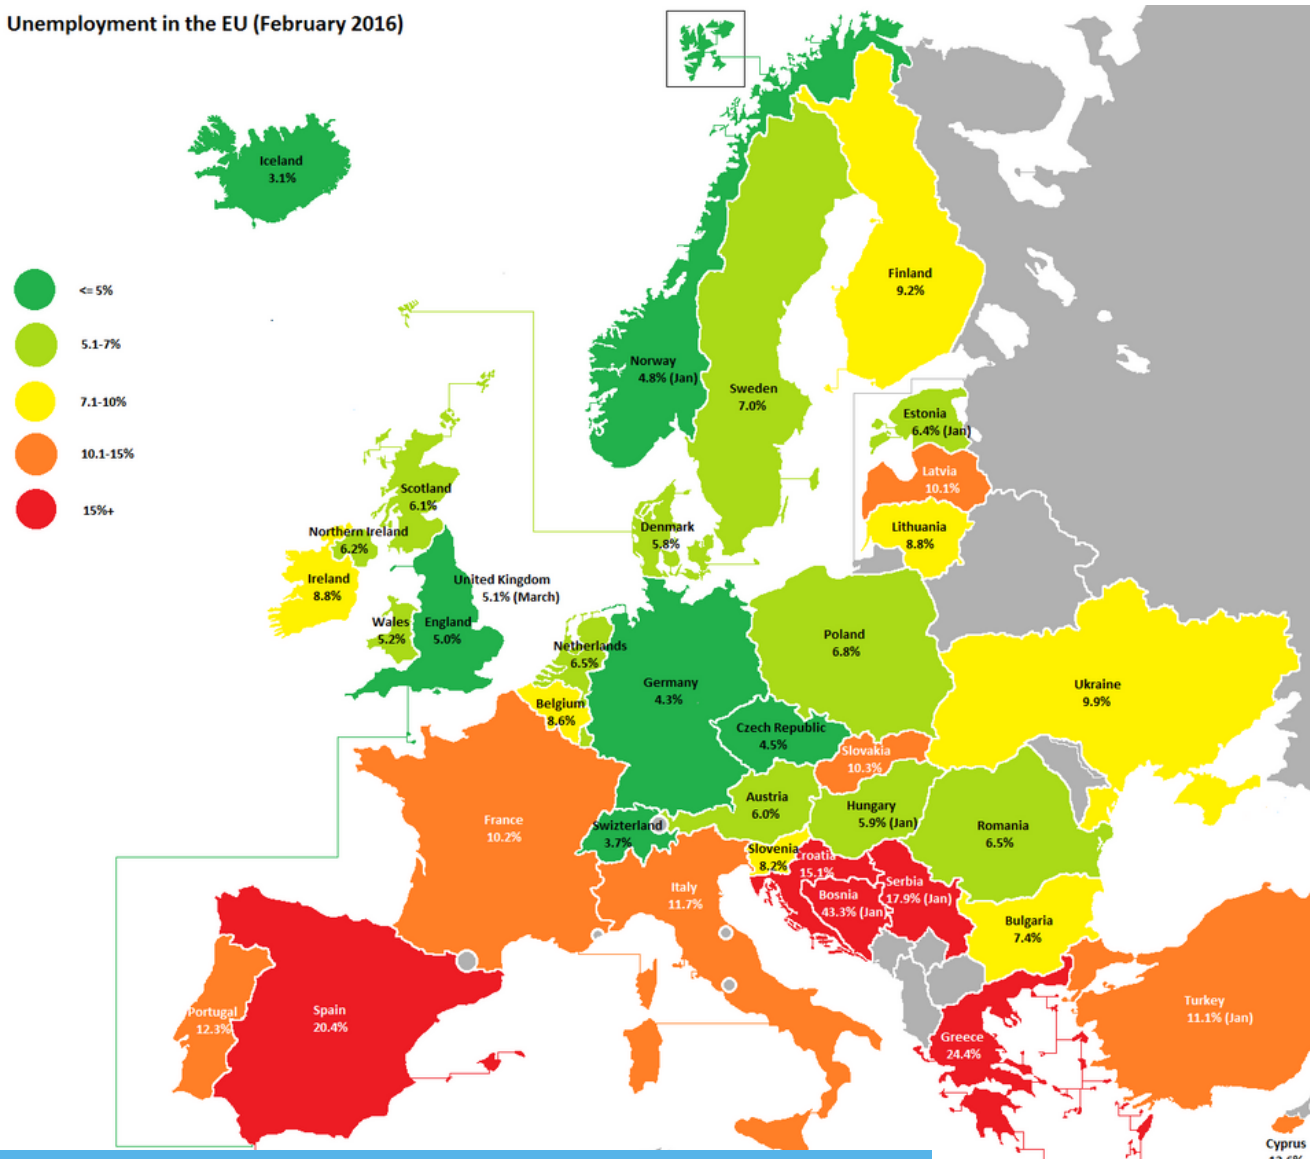 Unemployment in the EU (February 2016)
Iceland
3.1%
<= 5%
5.1-7%
7.1-10%
10.1-15%
15%+
Finland
9.2%
Norway
4.8% (Jan)
Sweden
7.0%
Estonia
6.4% (Jan)
Latvia
10.1%
Lithuania
8.8%
Scotland
6.1%
Northern Ireland
6.2%
Denmark
5.8%
Ireland
8.8%
United Kingdom
5.1% (March)
Wales
5.2%
England
5.0%
Netherlands
6.5%
Poland
6.8%
Germany
4.3%
Belgium
8.6%
Ukraine
9.9%
Czech Republic
4.5%
Slovakia
10.3%
Austria
6.0%
Hungary
5.9% (Jan)
France
10.2%
Swizterland
3.7%
Romania
6.5%
Slovenia
8.2%
Croatia
15.1%
Italy
11.7%
Bosnia
43.3% (Jan)
Serbia
17.9% (Jan)
Bulgaria
7.4%
Portugal
12.3%
Spain
20.4%
Greece
24.4%
Turkey
11.1% (Jan)
Cyprus